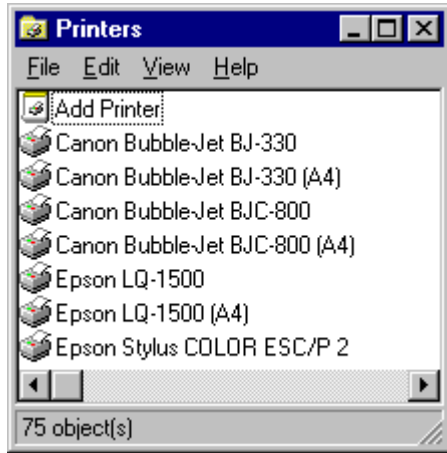 Printers
File Edit View Help
Add Printer
Canon Bubble-Jet BJ-330
Canon Bubble-Jet BJ-330 (A4)
Canon Bubble-Jet BJC-800
Canon Bubble-Jet BJC-800 (A4)
Epson LQ-1500
Epson LQ-1500 (A4)
Epson Stylus COLOR ESC/P 2
75 object(s)